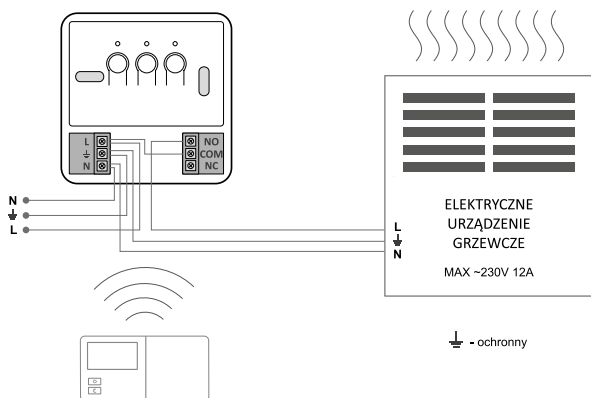 L NO
COM
N NC
N
L
L
N
ELEKTRYCZNE
URZĄDZENIE
GRZEWCZE
MAX ~230V 12A
- ochronny